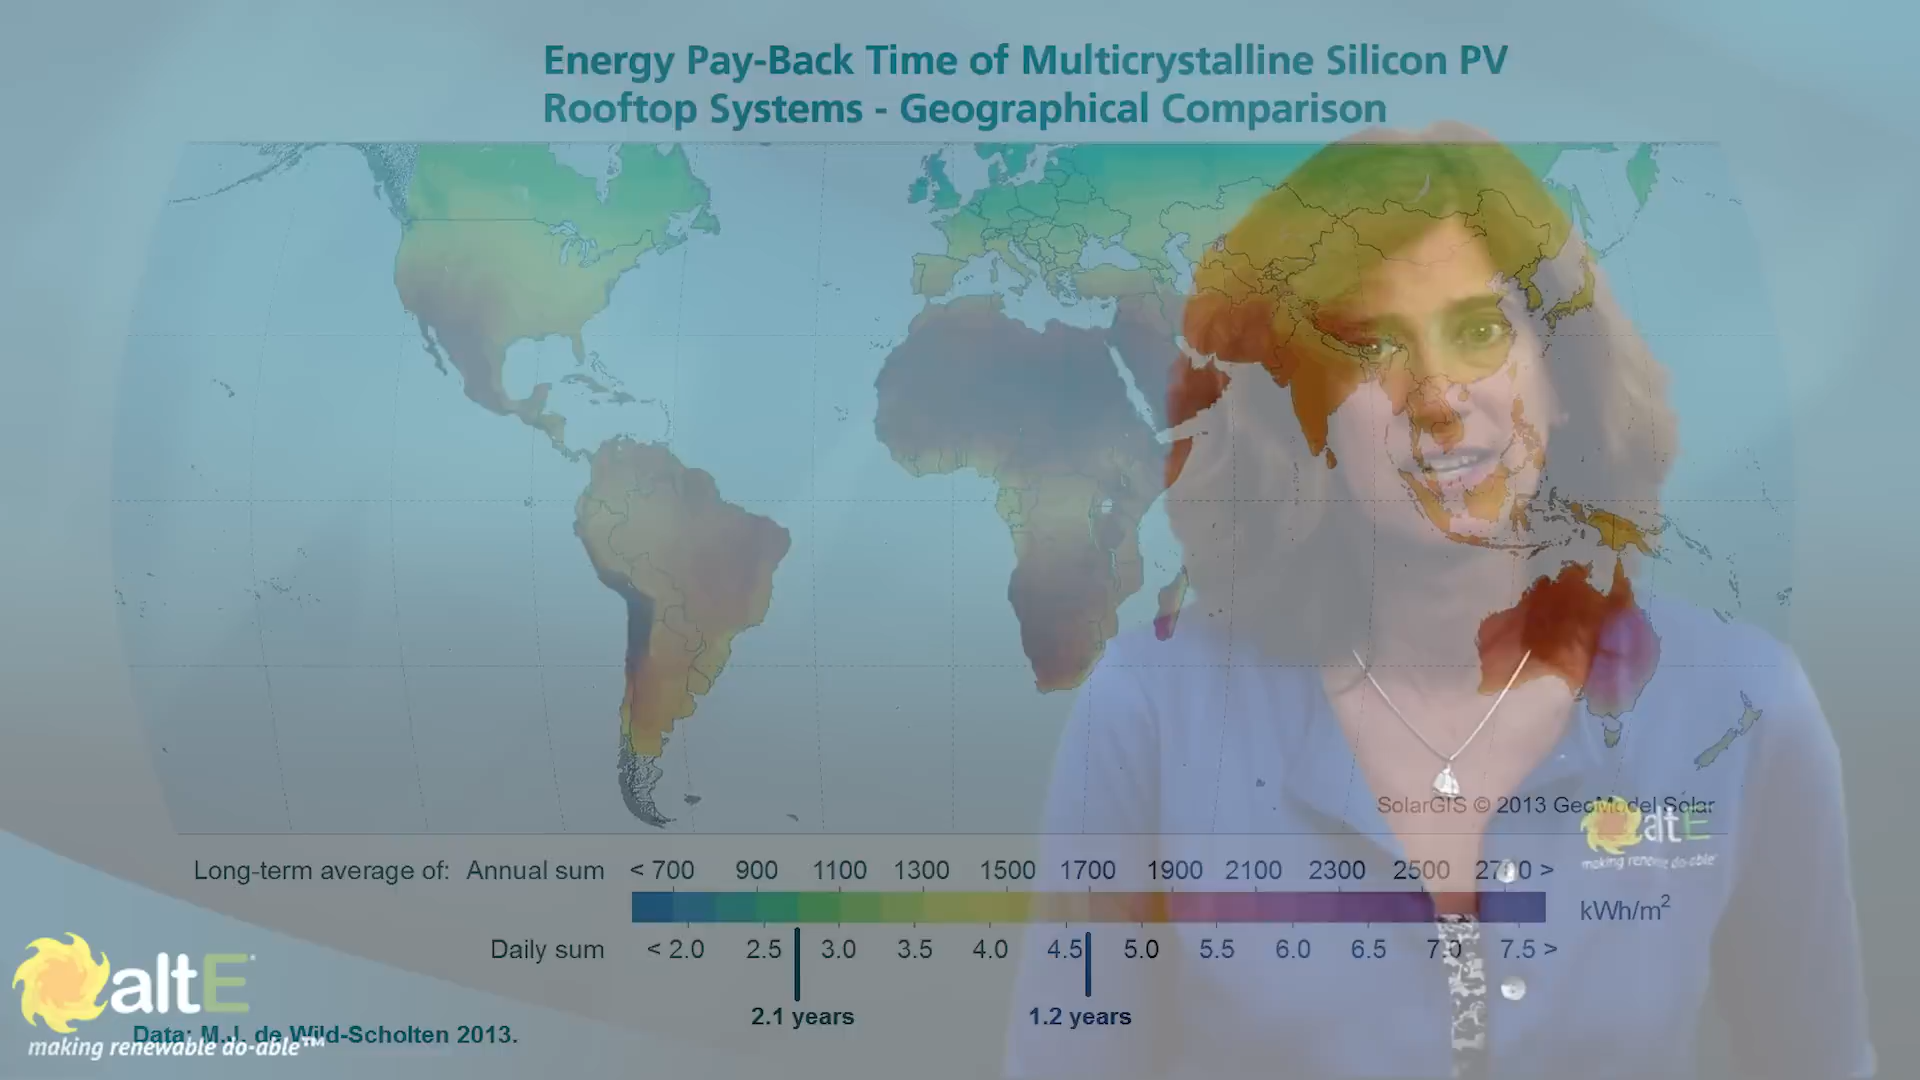 Energy Pay-Back Time of Multicrystalline Silicon PV
Rooftop Systems - Geographical Comparison
SolarGIS © 2013 GeoModel Solar
altE
making renewable do-able
Long-term average of: Annual sum < 700 900 1100 1300 1500 1700 1900 2100 2300 2500 2700 >
kWh/m²
Daily sum < 2.0 2.5 3.0 3.5 4.0 4.5 5.0 5.5 6.0 6.5 7.0 7.5 >
2.1 years 1.2 years
altE
Data: M.J. de Wild-Scholten 2013.
making renewable do-able™